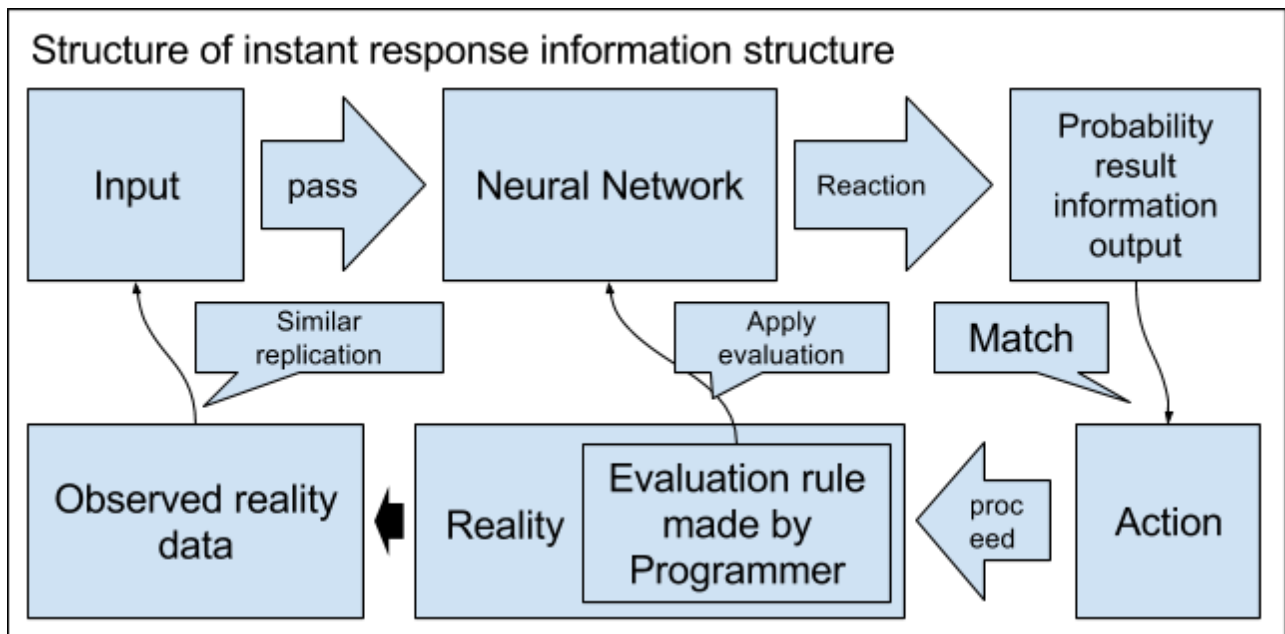 Structure of instant response information structure
Input
pass
Neural Network
Reaction
Probability
result
information
output
Similar
replication
Apply
evaluation
Match
Observed reality
data
Reality
Evaluation rule
made by
Programmer
proc
eed
Action